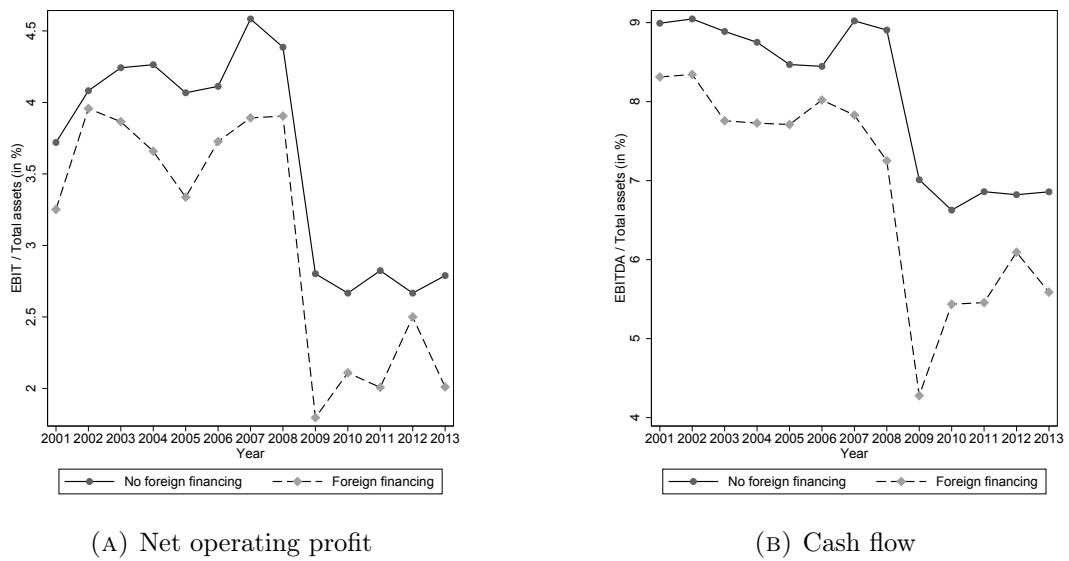 EBIT / Total assets (in %)
4.5
4
3.5
3
2.5
2
2001 2002 2003 2004 2005 2006 2007 2008 2009 2010 2011 2012 2013
Year
No foreign financing Foreign financing
(A) Net operating profit
EBITDA / Total assets (in %)
9
8
7
6
5
4
2001 2002 2003 2004 2005 2006 2007 2008 2009 2010 2011 2012 2013
Year
No foreign financing Foreign financing
(B) Cash flow